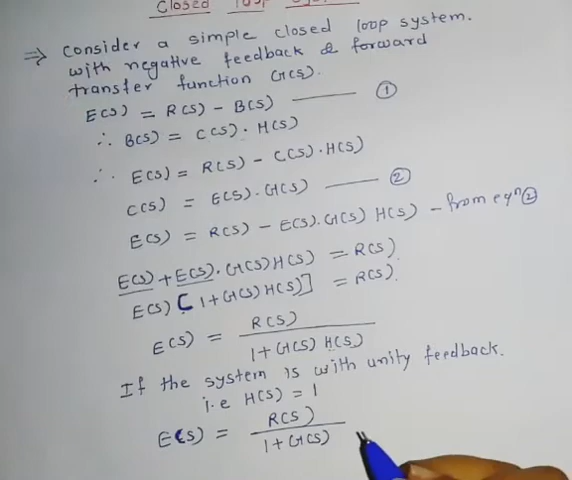 Closed loop
⇒ Consider a simple closed loop system.
with negative feedback & forward
transfer function G(s).
E(s) = R(s) - B(s) —— ①
∴ B(s) = C(s) · H(s)
∴ E(s) = R(s) - C(s) · H(s)
C(s) = E(s) · G(s) —— ②
E(s) = R(s) - E(s) · G(s) H(s) - from eqn ②
E(s) + E(s) · G(s) H(s) = R(s)
E(s) [1 + G(s) H(s)] = R(s).
E(s) = R(s) / 1 + G(s) H(s)
If the system is with unity feedback.
i.e H(s) = 1
E(s) = R(s) / 1 + G(s)